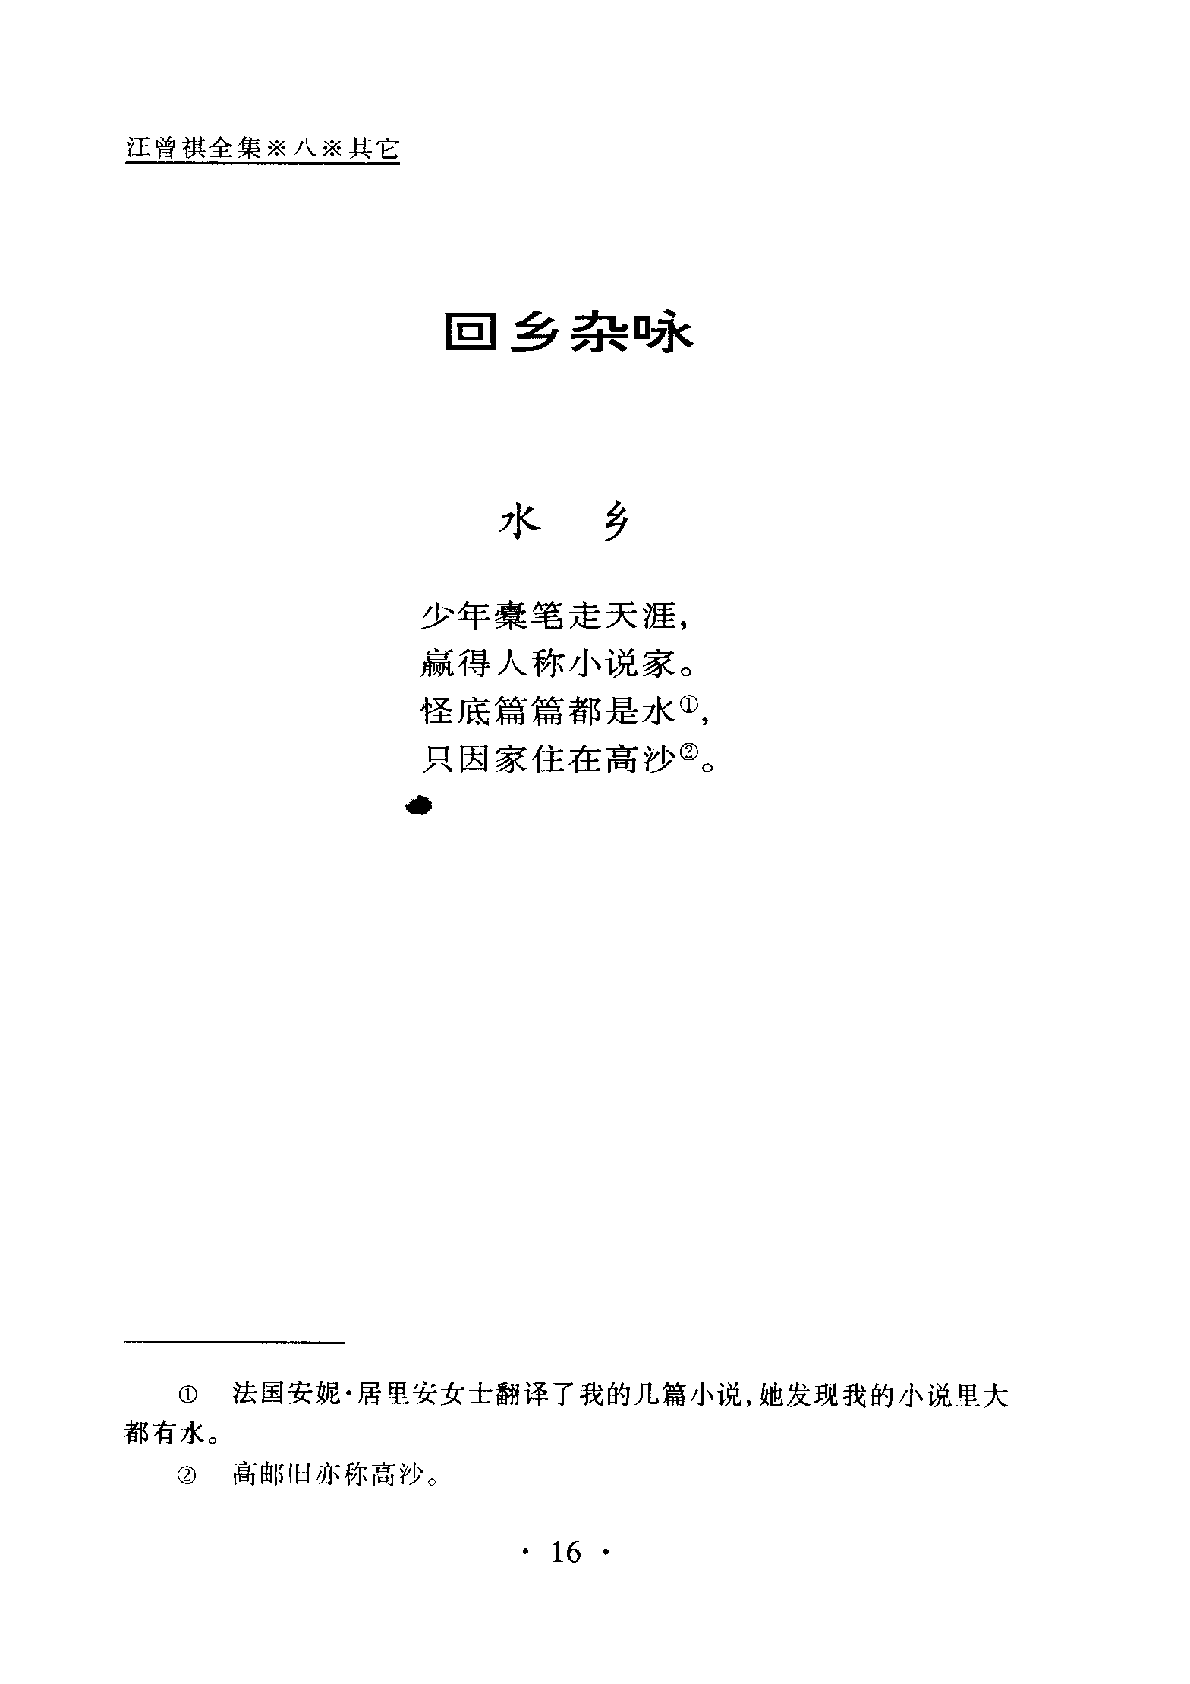 汪曾祺全集※八※其它
回乡杂咏
水 乡
少年橐笔走天涯，
赢得人称小说家。
怪底篇篇都是水①，
只因家住在高沙②。
① 法国安妮·居里安女士翻译了我的几篇小说，她发现我的小说里大
都有水。
② 高邮旧亦称高沙。
· 16 ·